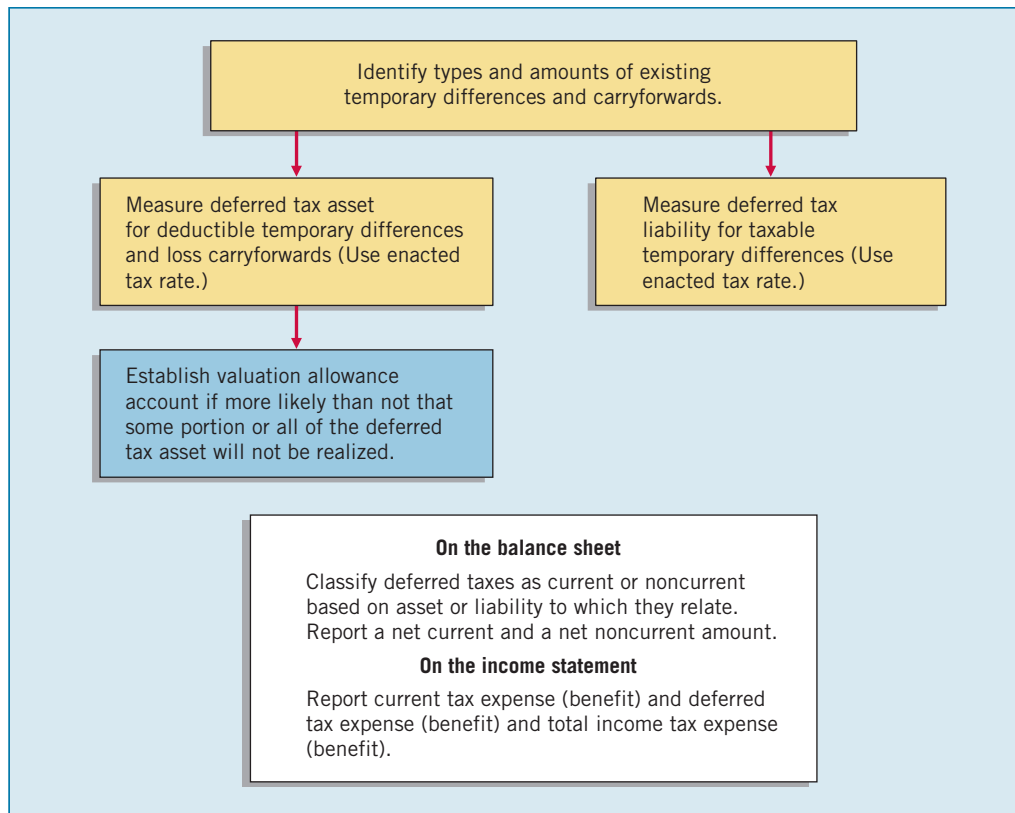 Identify types and amounts of existing
temporary differences and carryforwards.
Measure deferred tax asset
for deductible temporary differences
and loss carryforwards (Use enacted
tax rate.)
Measure deferred tax
liability for taxable
temporary differences (Use
enacted tax rate.)
Establish valuation allowance
account if more likely than not that
some portion or all of the deferred
tax asset will not be realized.
On the balance sheet
Classify deferred taxes as current or noncurrent
based on asset or liability to which they relate.
Report a net current and a net noncurrent amount.
On the income statement
Report current tax expense (benefit) and deferred
tax expense (benefit) and total income tax expense
(benefit).